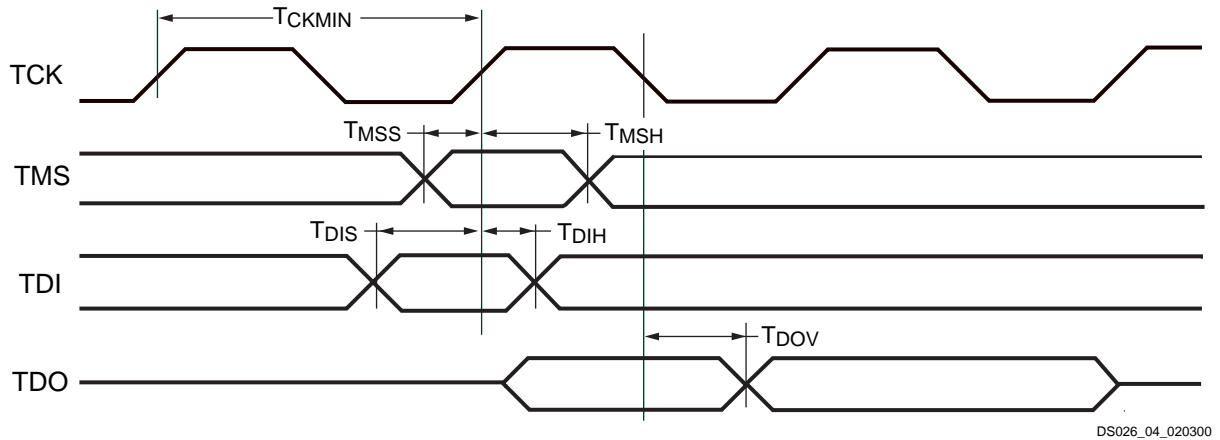 TCKMIN
TCK
TMSS
TMSH
TMS
TDIS
TDIH
TDI
TDOV
TDO
DS026_04_020300